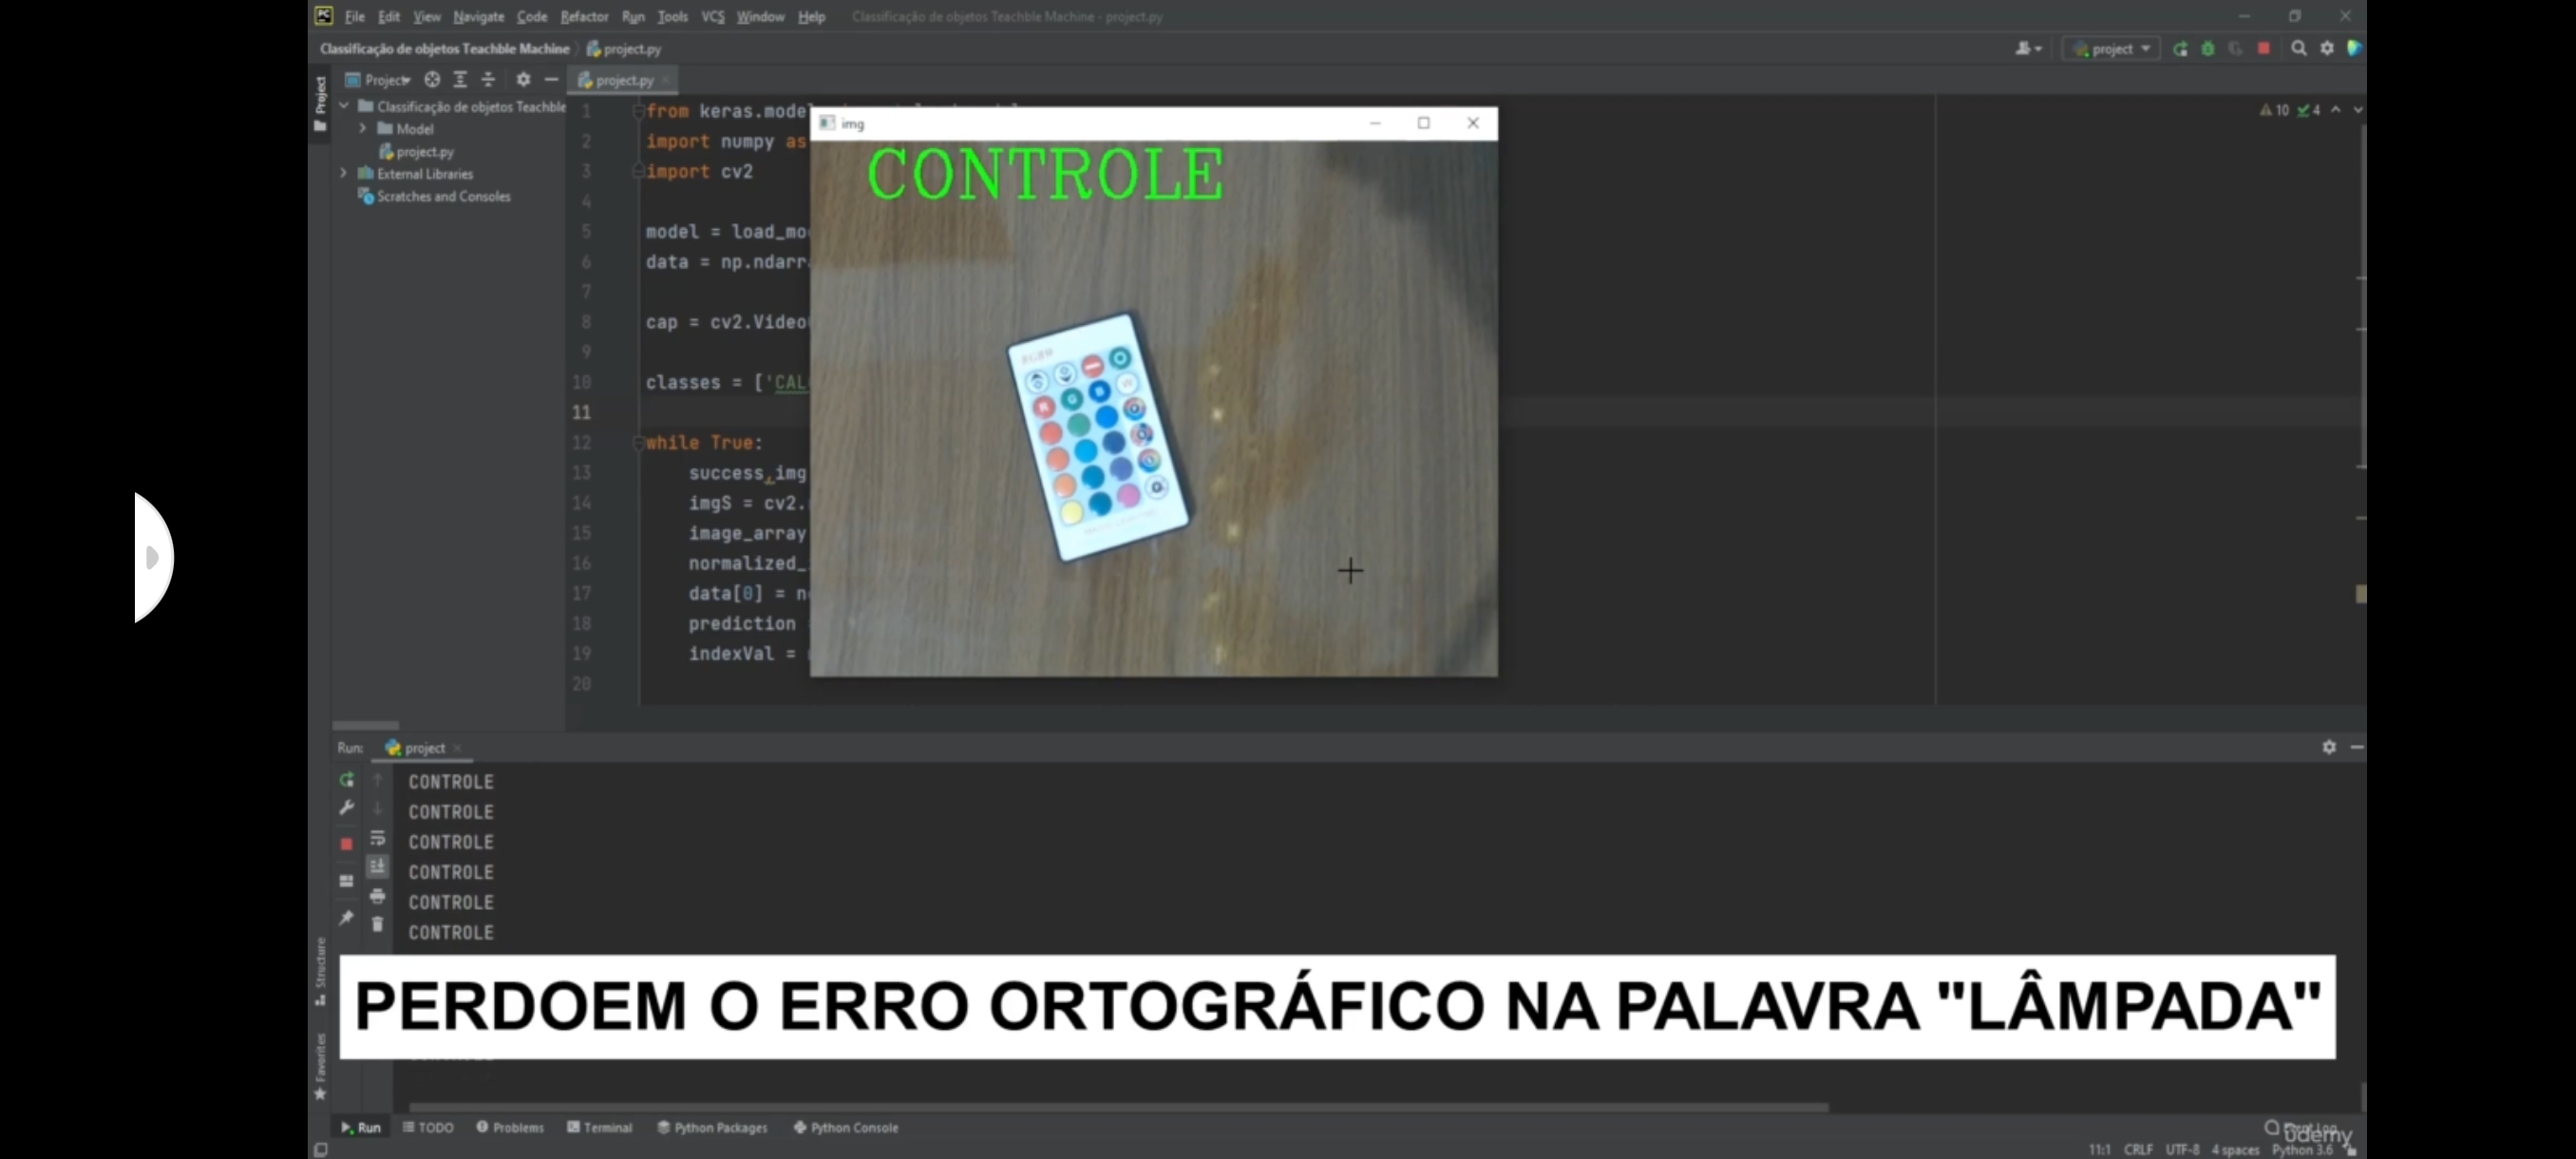 File Edit View Navigate Code Refactor Run Tools VCS Window Help Classificação de objetos Teachble Machine - project.py
Classificação de objetos Teachble Machine project.py
project
Project
Project
project.py
Classificação de objetos Teachble
Model
project.py
External Libraries
Scratches and Consoles
10 4
1 from keras.mode
2 import numpy as
3 import cv2
4
5 model = load_mo
6 data = np.ndarr
7
8 cap = cv2.Video
9
10 classes = ['CAL
11
12 while True:
13 success,img
14 imgS = cv2.
15 image_array
16 normalized_
17 data[0] = n
18 prediction
19 indexVal =
20
img
CONTROLE
R G B W
Run: project
CONTROLE
CONTROLE
CONTROLE
CONTROLE
CONTROLE
CONTROLE
Structure
Favorites
PERDOEM O ERRO ORTOGRÁFICO NA PALAVRA "LÂMPADA"
Run TODO Problems Terminal Python Packages Python Console
Udemy
11:1 CRLF UTF-8 4 spaces Python 3.6